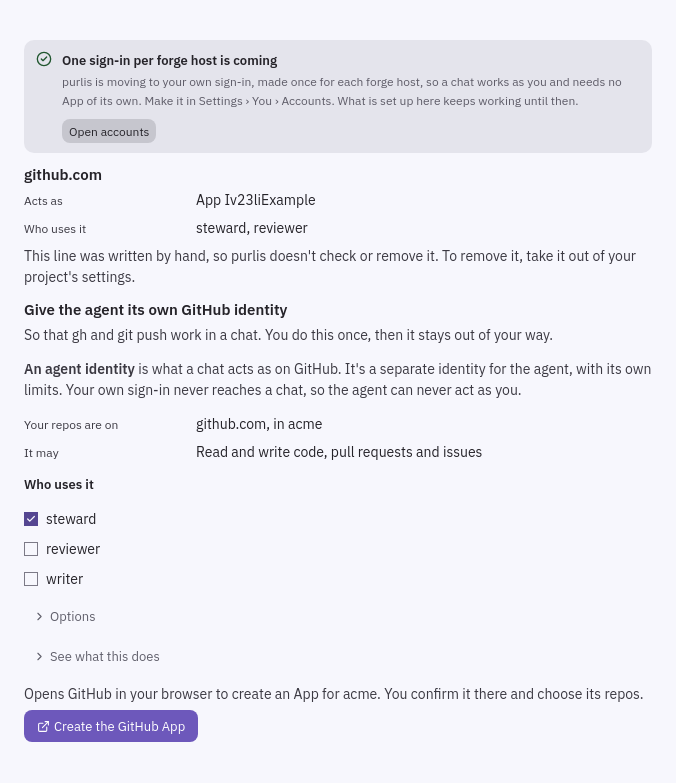 One sign-in per forge host is coming
purlis is moving to your own sign-in, made once for each forge host, so a chat works as you and needs no
App of its own. Make it in Settings › You › Accounts. What is set up here keeps working until then.
Open accounts
github.com
Acts as App Iv23liExample
Who uses it steward, reviewer
This line was written by hand, so purlis doesn't check or remove it. To remove it, take it out of your
project's settings.
Give the agent its own GitHub identity
So that gh and git push work in a chat. You do this once, then it stays out of your way.
An agent identity is what a chat acts as on GitHub. It's a separate identity for the agent, with its own
limits. Your own sign-in never reaches a chat, so the agent can never act as you.
Your repos are on github.com, in acme
It may Read and write code, pull requests and issues
Who uses it
steward
reviewer
writer
Options
See what this does
Opens GitHub in your browser to create an App for acme. You confirm it there and choose its repos.
Create the GitHub App